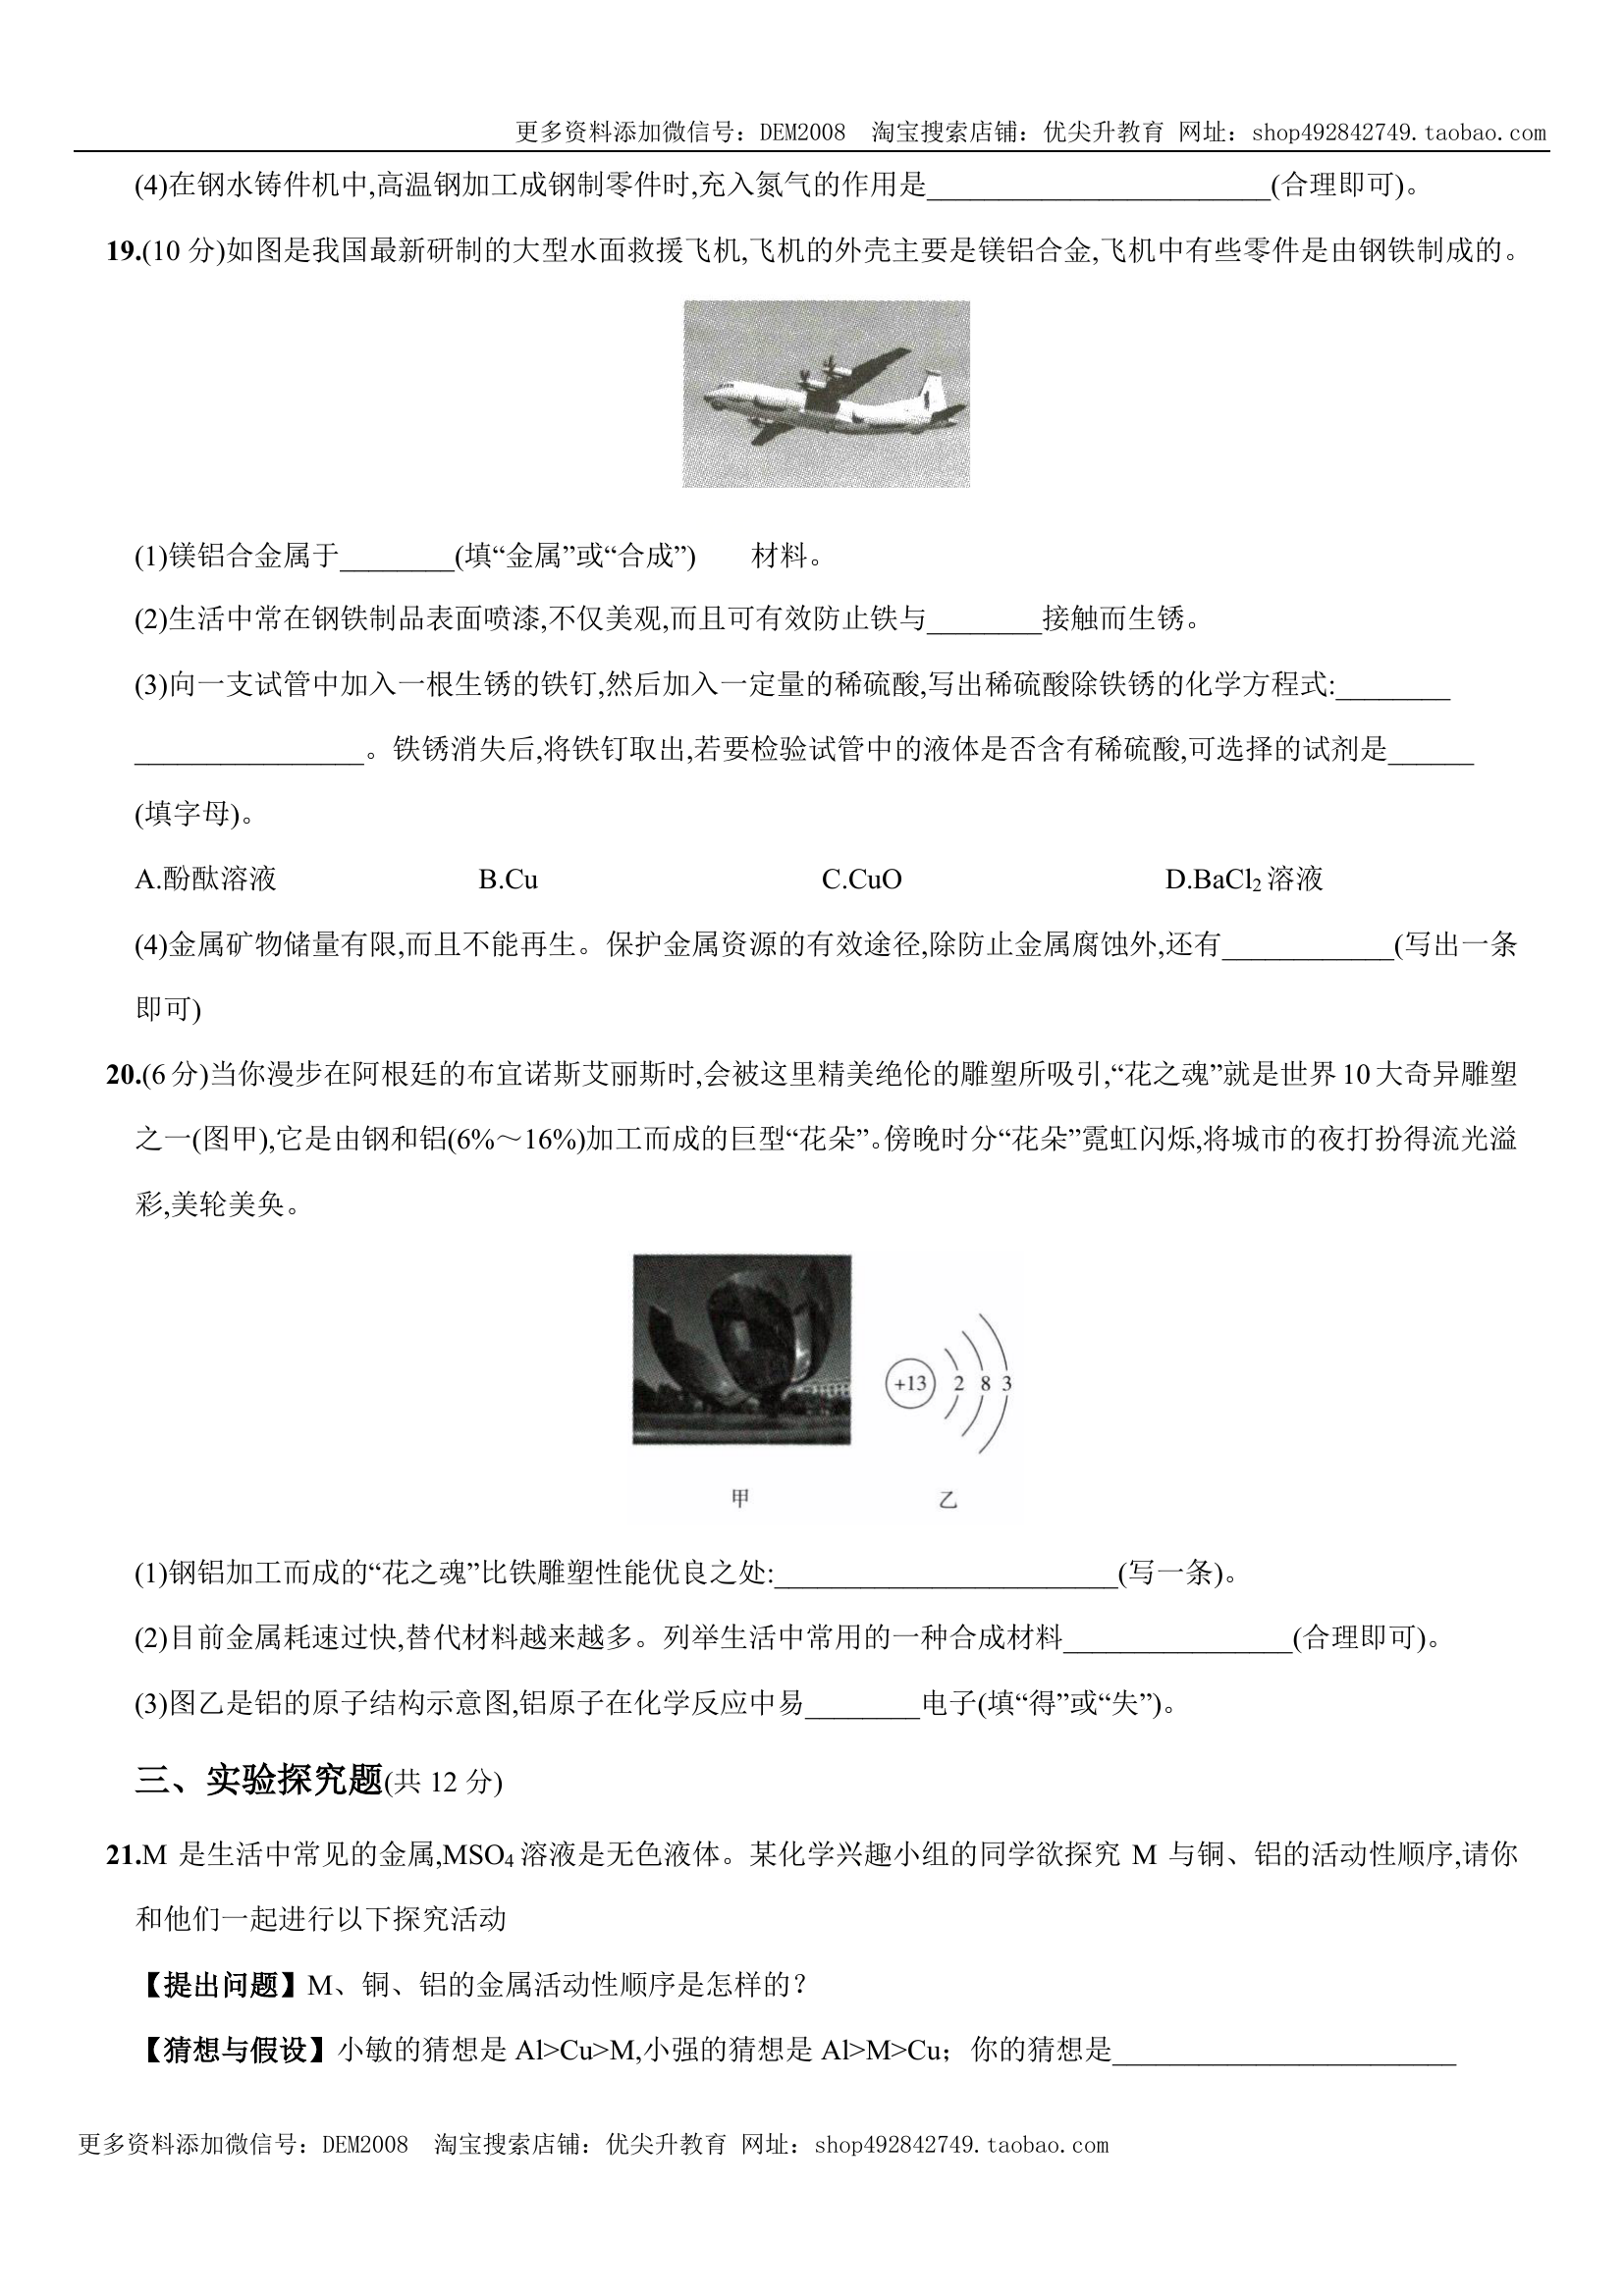 更多资料添加微信号：DEM2008 淘宝搜索店铺：优尖升教育 网址：shop492842749.taobao.com
(4)在钢水铸件机中,高温钢加工成钢制零件时,充入氮气的作用是________________________(合理即可)。
19.(10 分)如图是我国最新研制的大型水面救援飞机,飞机的外壳主要是镁铝合金,飞机中有些零件是由钢铁制成的。
(1)镁铝合金属于________(填“金属”或“合成”) 材料。
(2)生活中常在钢铁制品表面喷漆,不仅美观,而且可有效防止铁与________接触而生锈。
(3)向一支试管中加入一根生锈的铁钉,然后加入一定量的稀硫酸,写出稀硫酸除铁锈的化学方程式:________
________________。铁锈消失后,将铁钉取出,若要检验试管中的液体是否含有稀硫酸,可选择的试剂是______
(填字母)。
A.酚酞溶液 B.Cu C.CuO D.BaCl₂溶液
(4)金属矿物储量有限,而且不能再生。保护金属资源的有效途径,除防止金属腐蚀外,还有____________(写出一条
即可)
20.(6 分)当你漫步在阿根廷的布宜诺斯艾丽斯时,会被这里精美绝伦的雕塑所吸引,“花之魂”就是世界 10 大奇异雕塑
之一(图甲),它是由钢和铝(6%～16%)加工而成的巨型“花朵”。傍晚时分“花朵”霓虹闪烁,将城市的夜打扮得流光溢
彩,美轮美奂。
+13 2 8 3
甲 乙
(1)钢铝加工而成的“花之魂”比铁雕塑性能优良之处:________________________(写一条)。
(2)目前金属耗速过快,替代材料越来越多。列举生活中常用的一种合成材料________________(合理即可)。
(3)图乙是铝的原子结构示意图,铝原子在化学反应中易________电子(填“得”或“失”)。
三、实验探究题(共 12 分)
21.M 是生活中常见的金属,MSO₄溶液是无色液体。某化学兴趣小组的同学欲探究 M 与铜、铝的活动性顺序,请你
和他们一起进行以下探究活动
【提出问题】M、铜、铝的金属活动性顺序是怎样的?
【猜想与假设】小敏的猜想是 Al>Cu>M,小强的猜想是 Al>M>Cu；你的猜想是________________________
更多资料添加微信号：DEM2008 淘宝搜索店铺：优尖升教育 网址：shop492842749.taobao.com